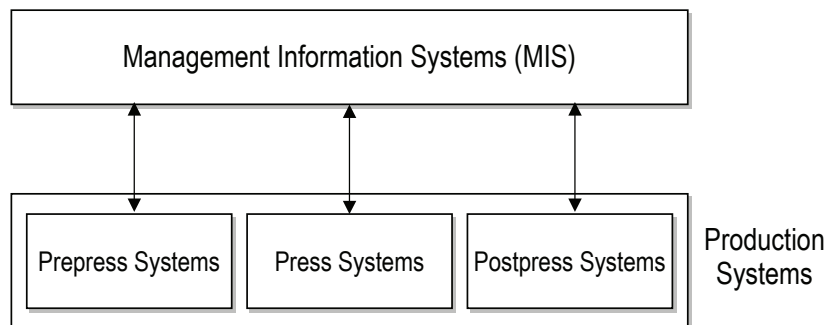 Management Information Systems (MIS)
Prepress Systems
Press Systems
Postpress Systems
Production
Systems